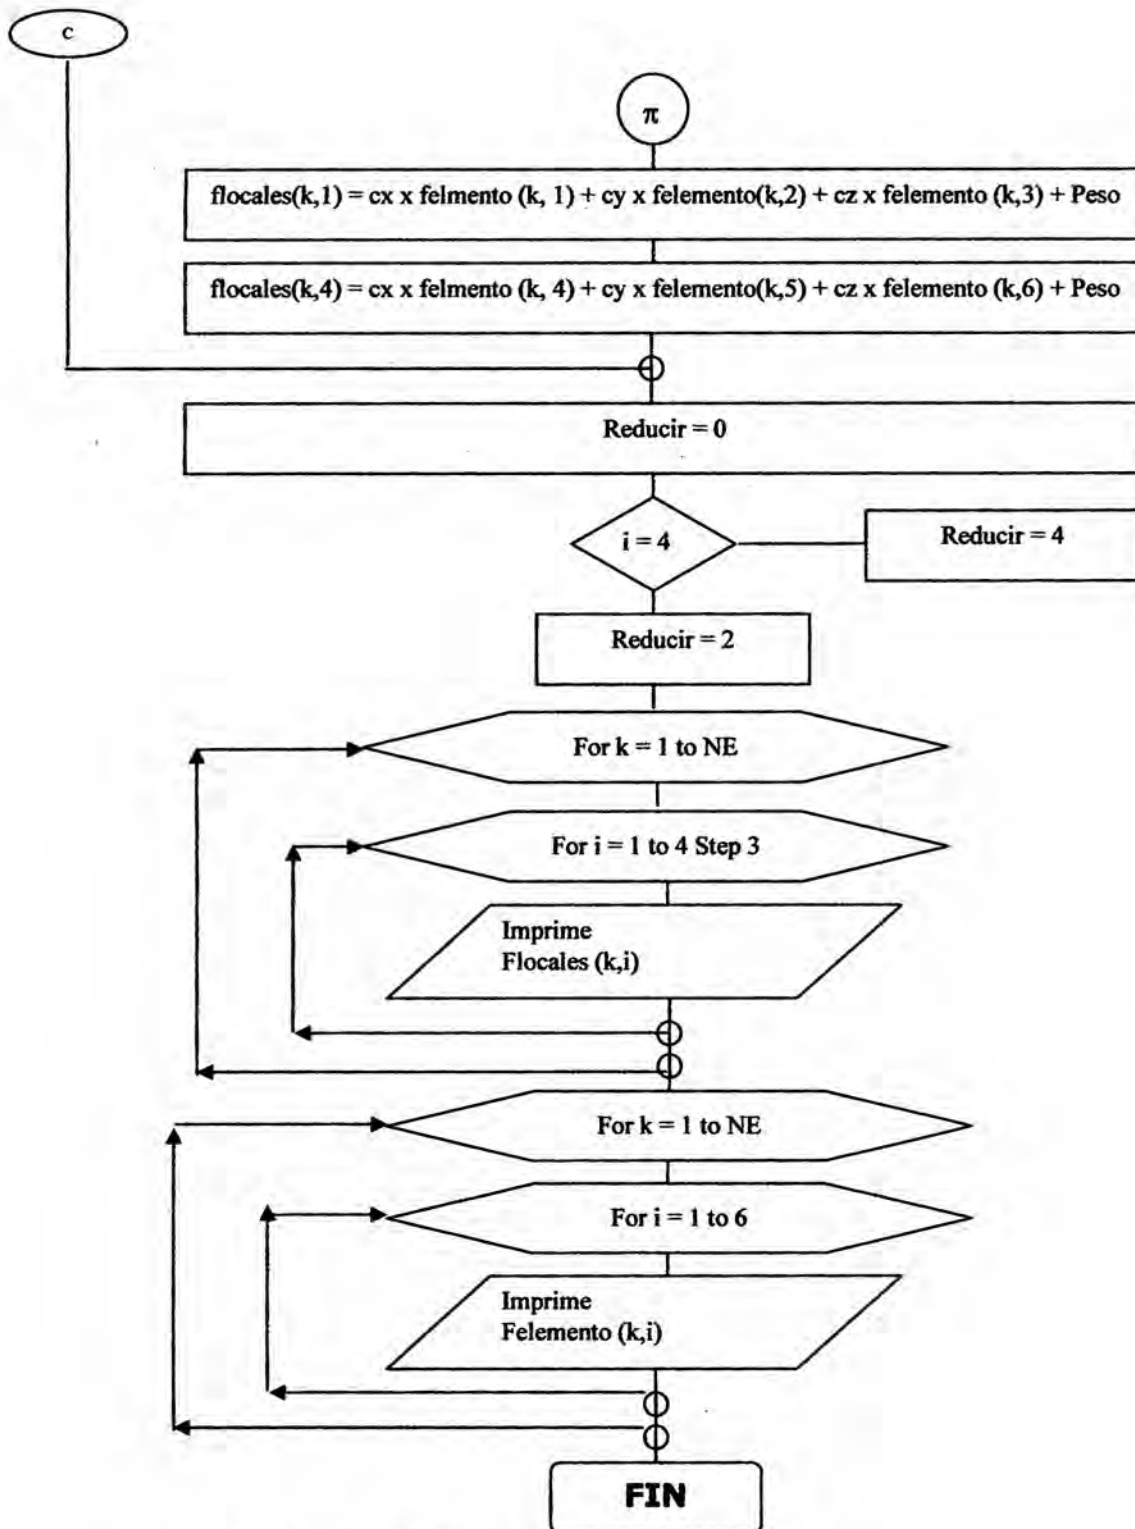 c
π
flocales(k,1) = cx x felmento (k, 1) + cy x felemento(k,2) + cz x felemento (k,3) + Peso
flocales(k,4) = cx x felmento (k, 4) + cy x felemento(k,5) + cz x felemento (k,6) + Peso
Reducir = 0
i = 4
Reducir = 4
Reducir = 2
For k = 1 to NE
For i = 1 to 4 Step 3
Imprime
Flocales (k,i)
For k = 1 to NE
For i = 1 to 6
Imprime
Felemento (k,i)
FIN